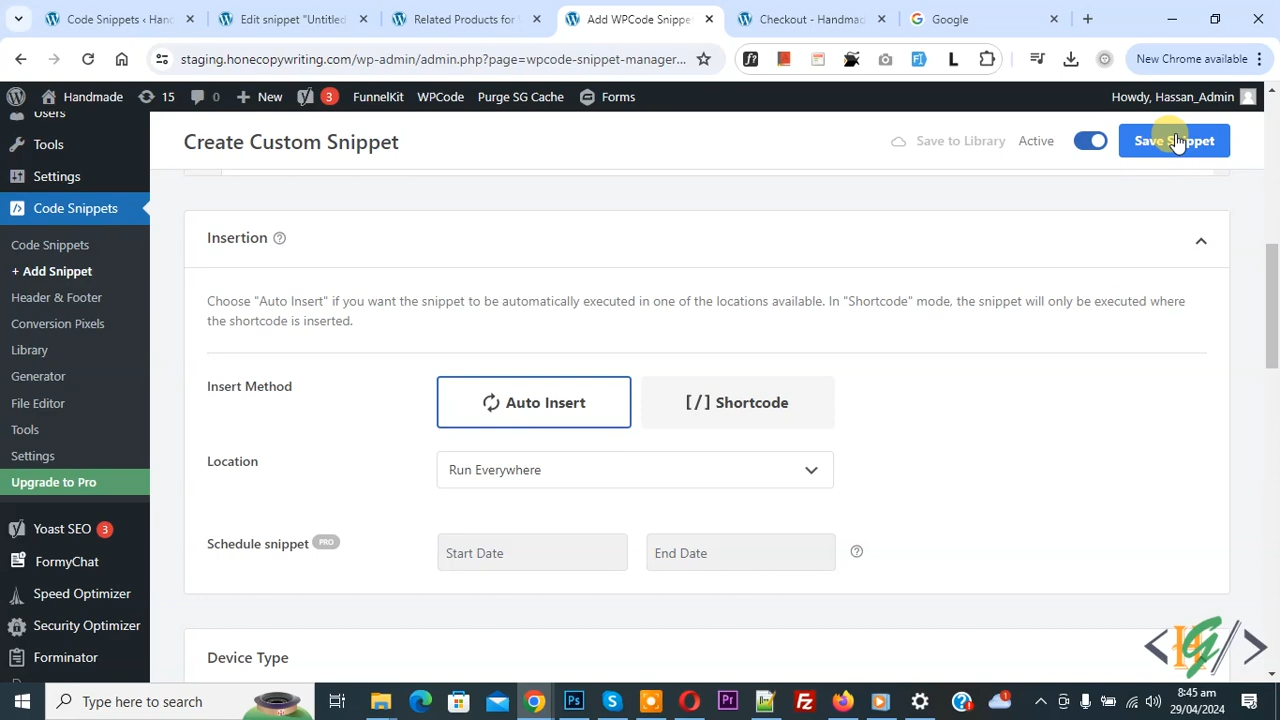 Code Snippets ‹ Han
Edit snippet "Untitled
Related Products for W
Add WPCode Snippe
Checkout - Handmad
Google
staging.honecopywriting.com/wp-admin/admin.php?page=wpcode-snippet-manager...
New Chrome available
Handmade
15
0
New
3
FunnelKit
WPCode
Purge SG Cache
Forms
Howdy, Hassan_Admin
Users
Tools
Settings
Code Snippets
Code Snippets
+ Add Snippet
Header & Footer
Conversion Pixels
Library
Generator
File Editor
Tools
Settings
Upgrade to Pro
Yoast SEO 3
FormyChat
Speed Optimizer
Security Optimizer
Forminator
Create Custom Snippet
Save to Library
Active
Save Snippet
Insertion
Choose "Auto Insert" if you want the snippet to be automatically executed in one of the locations available. In "Shortcode" mode, the snippet will only be executed where
the shortcode is inserted.
Insert Method
Auto Insert
[/] Shortcode
Location
Run Everywhere
Schedule snippet PRO
Start Date
End Date
Device Type
Type here to search
8:45 am
29/04/2024